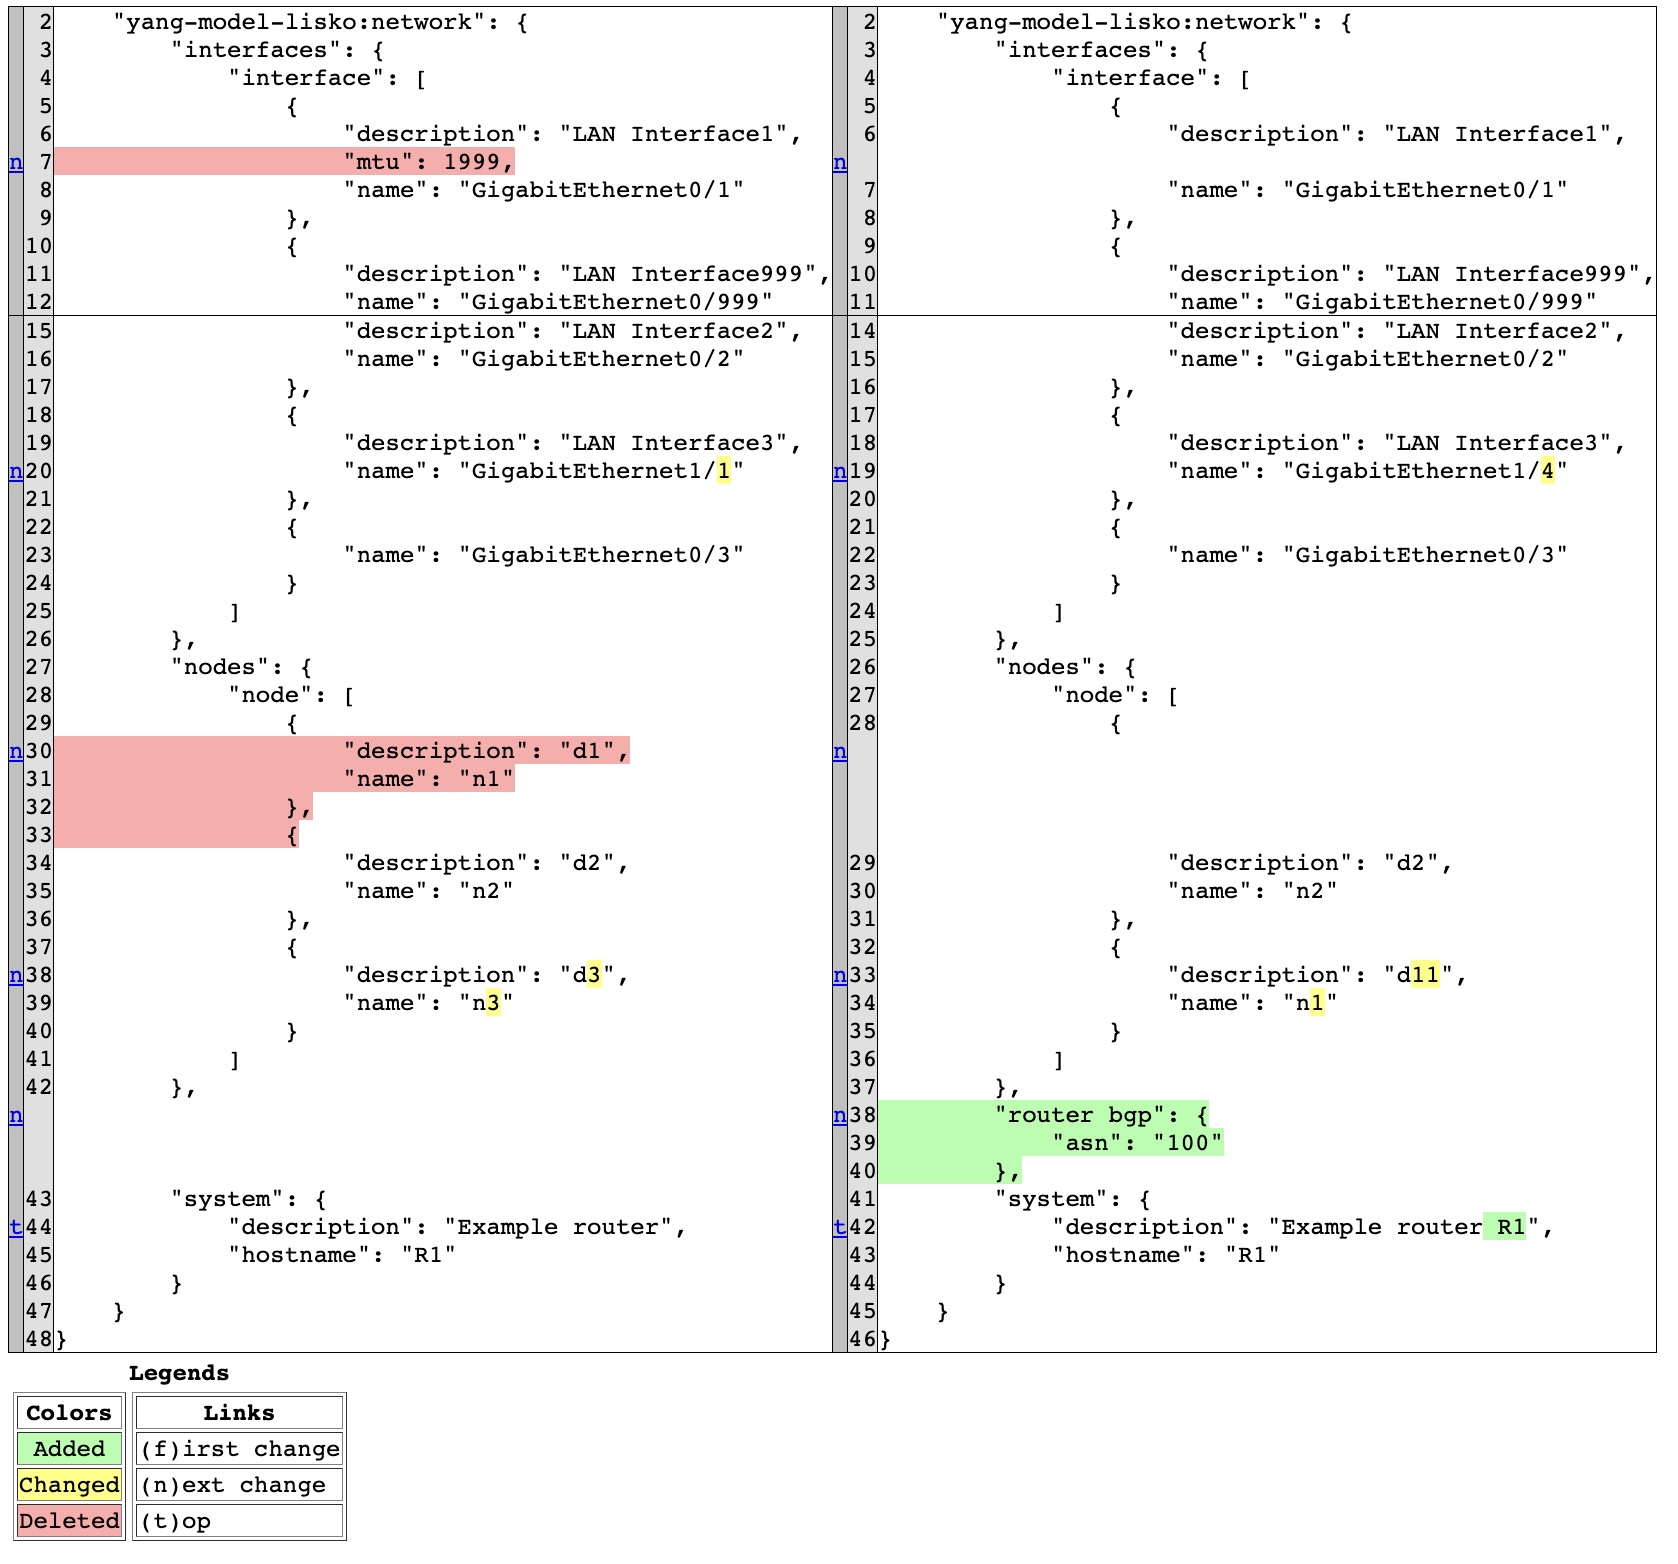 2 "yang-model-lisko:network": { 2 "yang-model-lisko:network": {
3 "interfaces": { 3 "interfaces": {
4 "interface": [ 4 "interface": [
5 { 5 {
6 "description": "LAN Interface1", 6 "description": "LAN Interface1",
n 7 "mtu": 1999, n
8 "name": "GigabitEthernet0/1" 7 "name": "GigabitEthernet0/1"
9 }, 8 },
10 { 9 {
11 "description": "LAN Interface999", 10 "description": "LAN Interface999",
12 "name": "GigabitEthernet0/999" 11 "name": "GigabitEthernet0/999"
15 "description": "LAN Interface2", 14 "description": "LAN Interface2",
16 "name": "GigabitEthernet0/2" 15 "name": "GigabitEthernet0/2"
17 }, 16 },
18 { 17 {
19 "description": "LAN Interface3", 18 "description": "LAN Interface3",
n 20 "name": "GigabitEthernet1/1" n 19 "name": "GigabitEthernet1/4"
21 }, 20 },
22 { 21 {
23 "name": "GigabitEthernet0/3" 22 "name": "GigabitEthernet0/3"
24 } 23 }
25 ] 24 ]
26 }, 25 },
27 "nodes": { 26 "nodes": {
28 "node": [ 27 "node": [
29 { 28 {
n 30 "description": "d1", n
31 "name": "n1"
32 },
33 {
34 "description": "d2", 29 "description": "d2",
35 "name": "n2" 30 "name": "n2"
36 }, 31 },
37 { 32 {
n 38 "description": "d3", n 33 "description": "d11",
39 "name": "n3" 34 "name": "n1"
40 } 35 }
41 ] 36 ]
42 }, 37 },
n n 38 "router bgp": {
39 "asn": "100"
40 },
43 "system": { 41 "system": {
t 44 "description": "Example router", t 42 "description": "Example router R1",
45 "hostname": "R1" 43 "hostname": "R1"
46 } 44 }
47 } 45 }
48 } 46 }
Legends
Colors Links
Added (f)irst change
Changed (n)ext change
Deleted (t)op